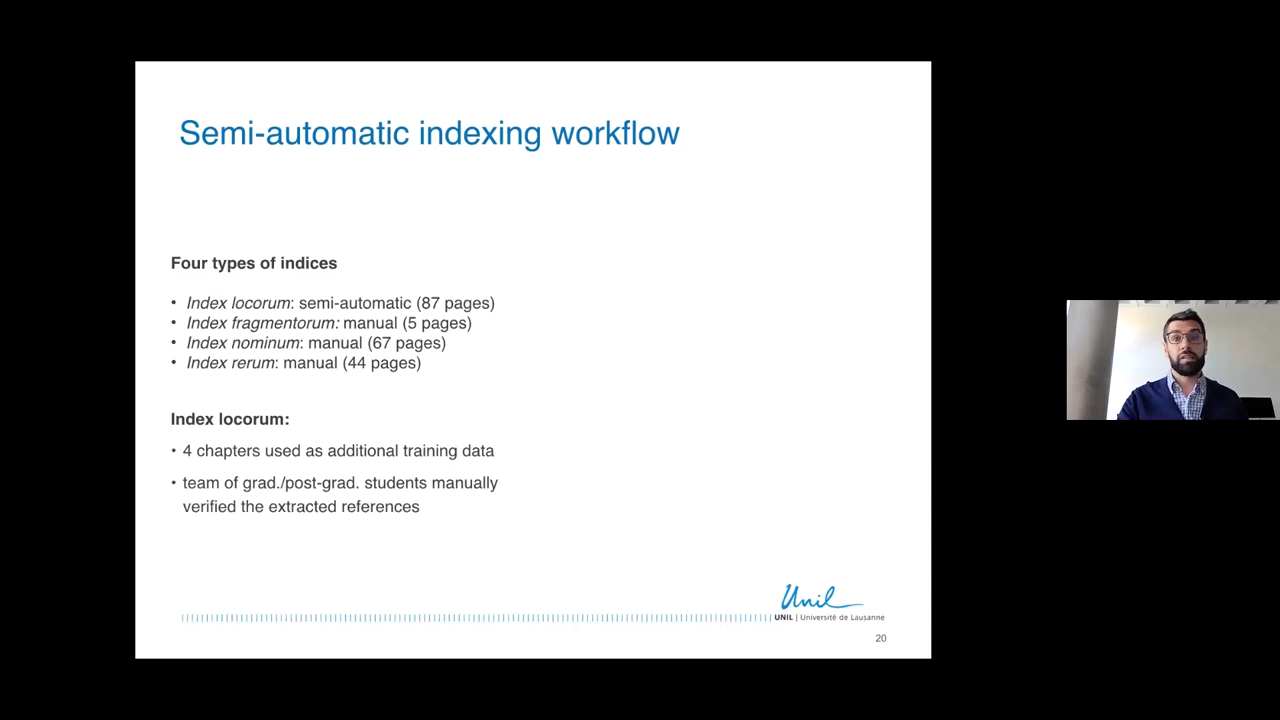 Semi-automatic indexing workflow
Four types of indices
• Index locorum: semi-automatic (87 pages)
• Index fragmentorum: manual (5 pages)
• Index nominum: manual (67 pages)
• Index rerum: manual (44 pages)
Index locorum:
• 4 chapters used as additional training data
• team of grad./post-grad. students manually
verified the extracted references
Unil
UNIL | Université de Lausanne
20